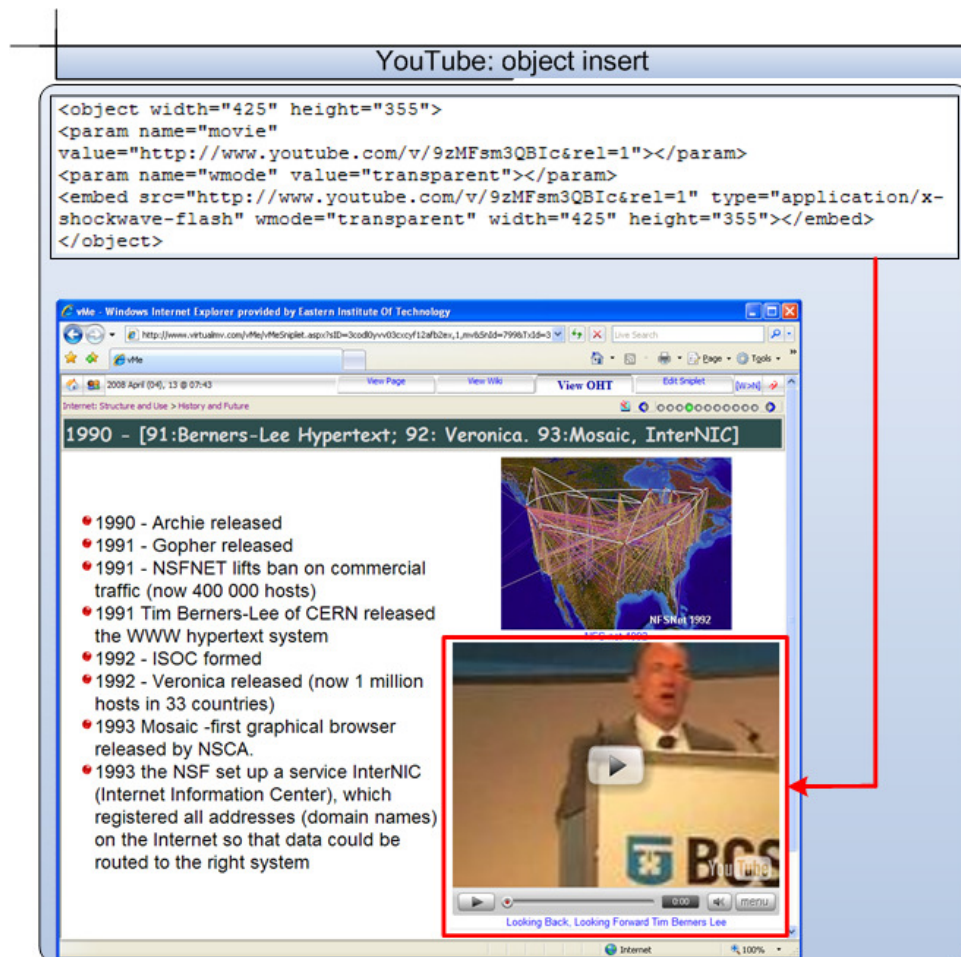 YouTube: object insert
<object width="425" height="355">
<param name="movie"
value="http://www.youtube.com/v/9zMFsm3QBIc&rel=1"></param>
<param name="wmode" value="transparent"></param>
<embed src="http://www.youtube.com/v/9zMFsm3QBIc&rel=1" type="application/x-
shockwave-flash" wmode="transparent" width="425" height="355"></embed>
</object>
vMe - Windows Internet Explorer provided by Eastern Institute Of Technology
Live Search
vMe
Page
Tools
2008 April (04), 13 @ 07:43
View Page
View Wiki
View OHT
Edit Sniplet
[W>N]
Internet: Structure and Use > History and Future
1990 - [91:Berners-Lee Hypertext; 92: Veronica. 93:Mosaic, InterNIC]
1990 - Archie released
1991 - Gopher released
1991 - NSFNET lifts ban on commercial
traffic (now 400 000 hosts)
1991 Tim Berners-Lee of CERN released
the WWW hypertext system
1992 - ISOC formed
1992 - Veronica released (now 1 million
hosts in 33 countries)
1993 Mosaic -first graphical browser
released by NSCA.
1993 the NSF set up a service InterNIC
(Internet Information Center), which
registered all addresses (domain names)
on the Internet so that data could be
routed to the right system
NFSNet 1992
BCS
YouTube
0:00
menu
Looking Back, Looking Forward Tim Berners Lee
Internet
100%